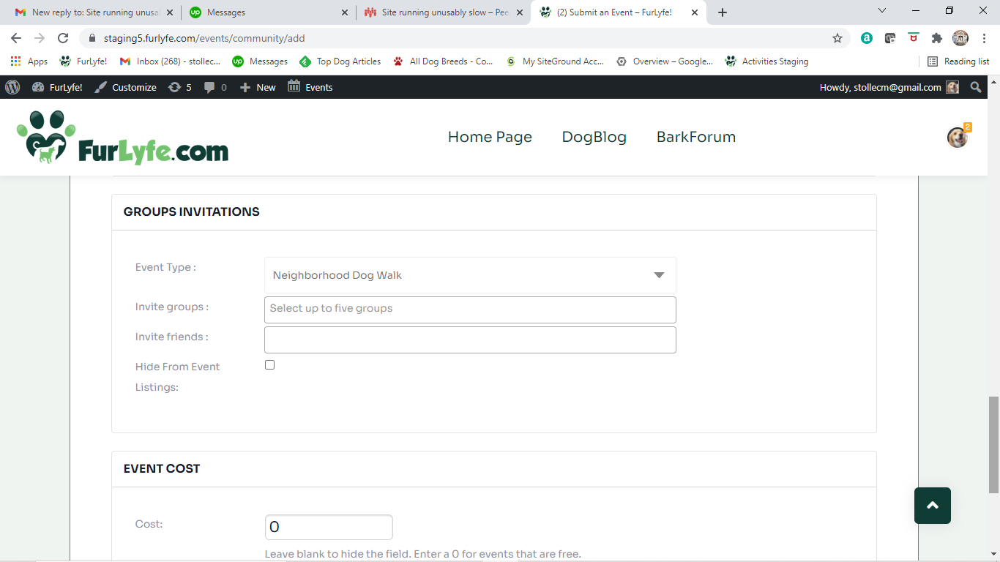 New reply to: Site running unusa
Messages
Site running unusably slow – Pee
(2) Submit an Event – FurLyfe!
staging5.furlyfe.com/events/community/add
Apps
FurLyfe!
Inbox (268) - stollec...
Messages
Top Dog Articles
All Dog Breeds - Co...
My SiteGround Acc...
Overview – Google...
Activities Staging
Reading list
FurLyfe!
Customize
5
0
New
Events
Howdy, stollecm@gmail.com
FurLyfe.com
Home Page
DogBlog
BarkForum
2
GROUPS INVITATIONS
Event Type :
Neighborhood Dog Walk
Invite groups :
Select up to five groups
Invite friends :
Hide From Event
Listings:
EVENT COST
Cost:
0
Leave blank to hide the field. Enter a 0 for events that are free.